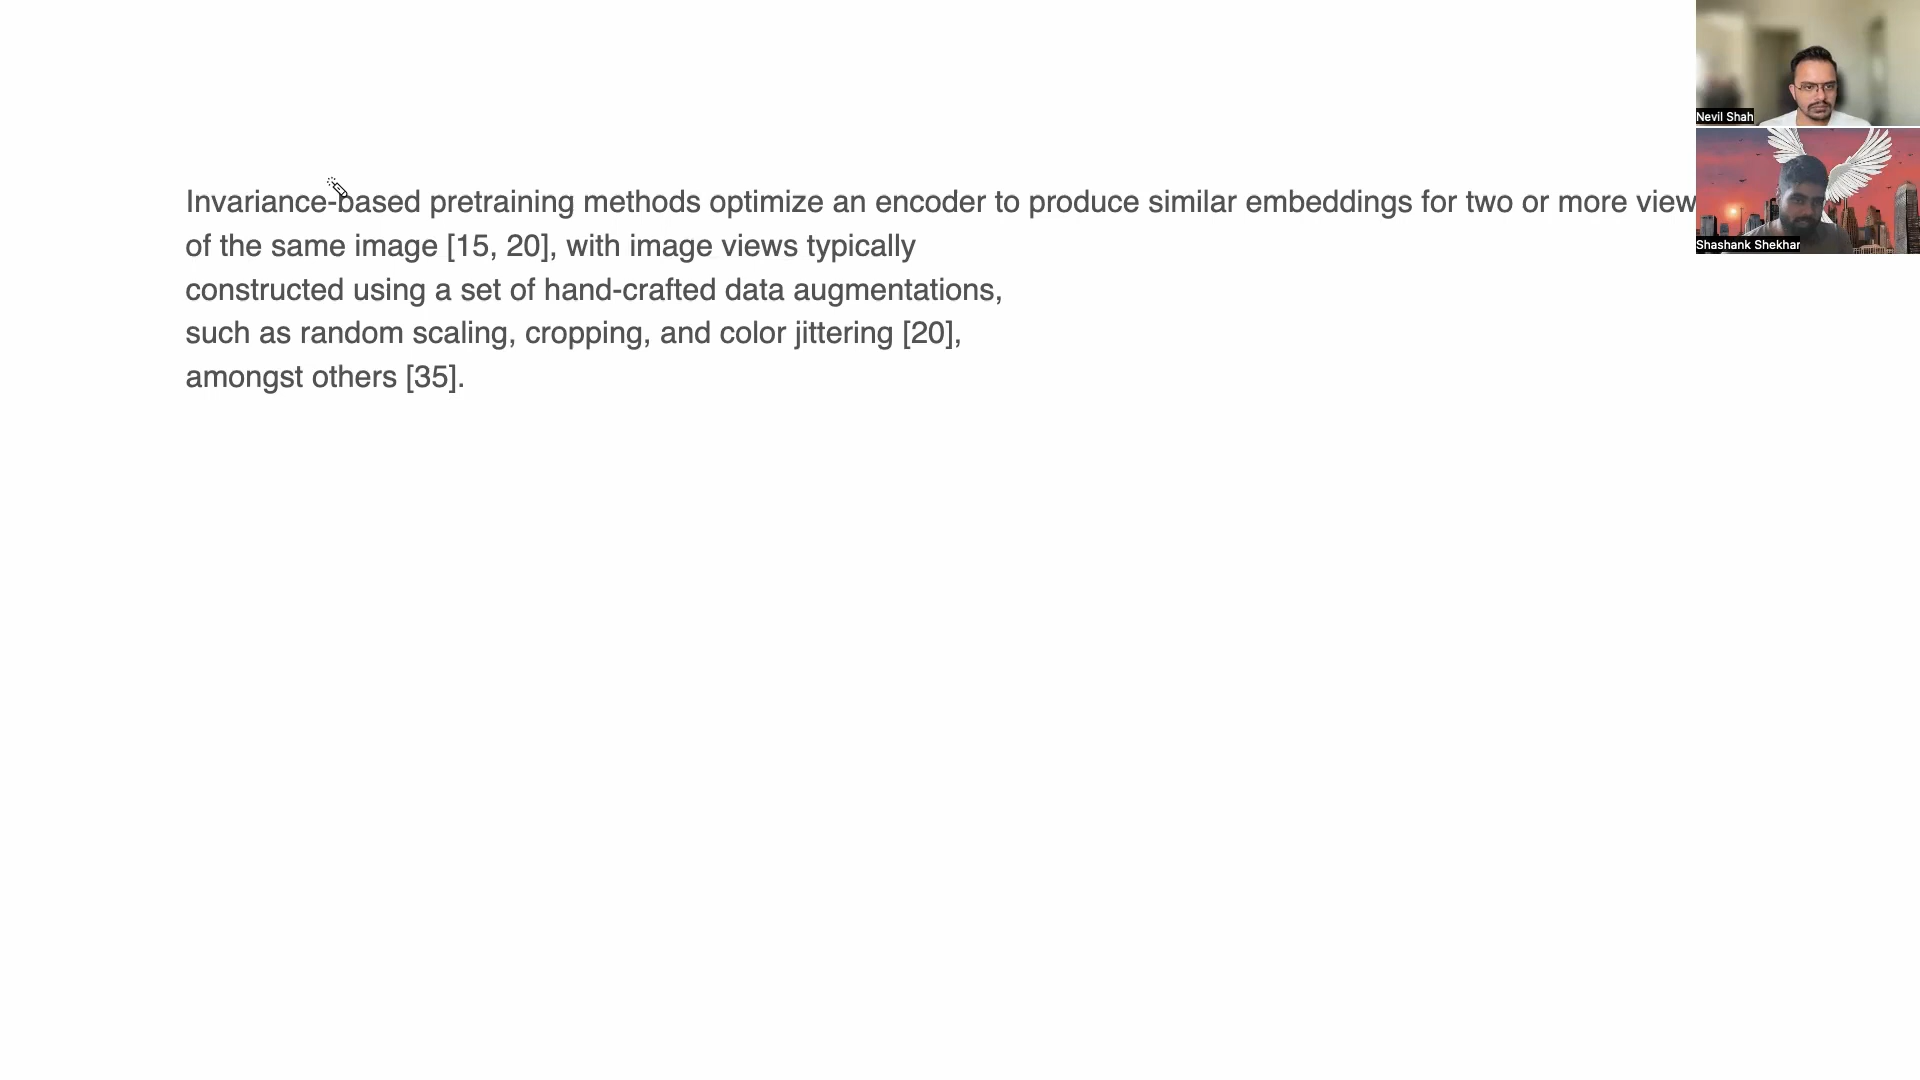 Invariance-based pretraining methods optimize an encoder to produce similar embeddings for two or more view
of the same image [15, 20], with image views typically
constructed using a set of hand-crafted data augmentations,
such as random scaling, cropping, and color jittering [20],
amongst others [35].
Nevil Shah
Shashank Shekhar